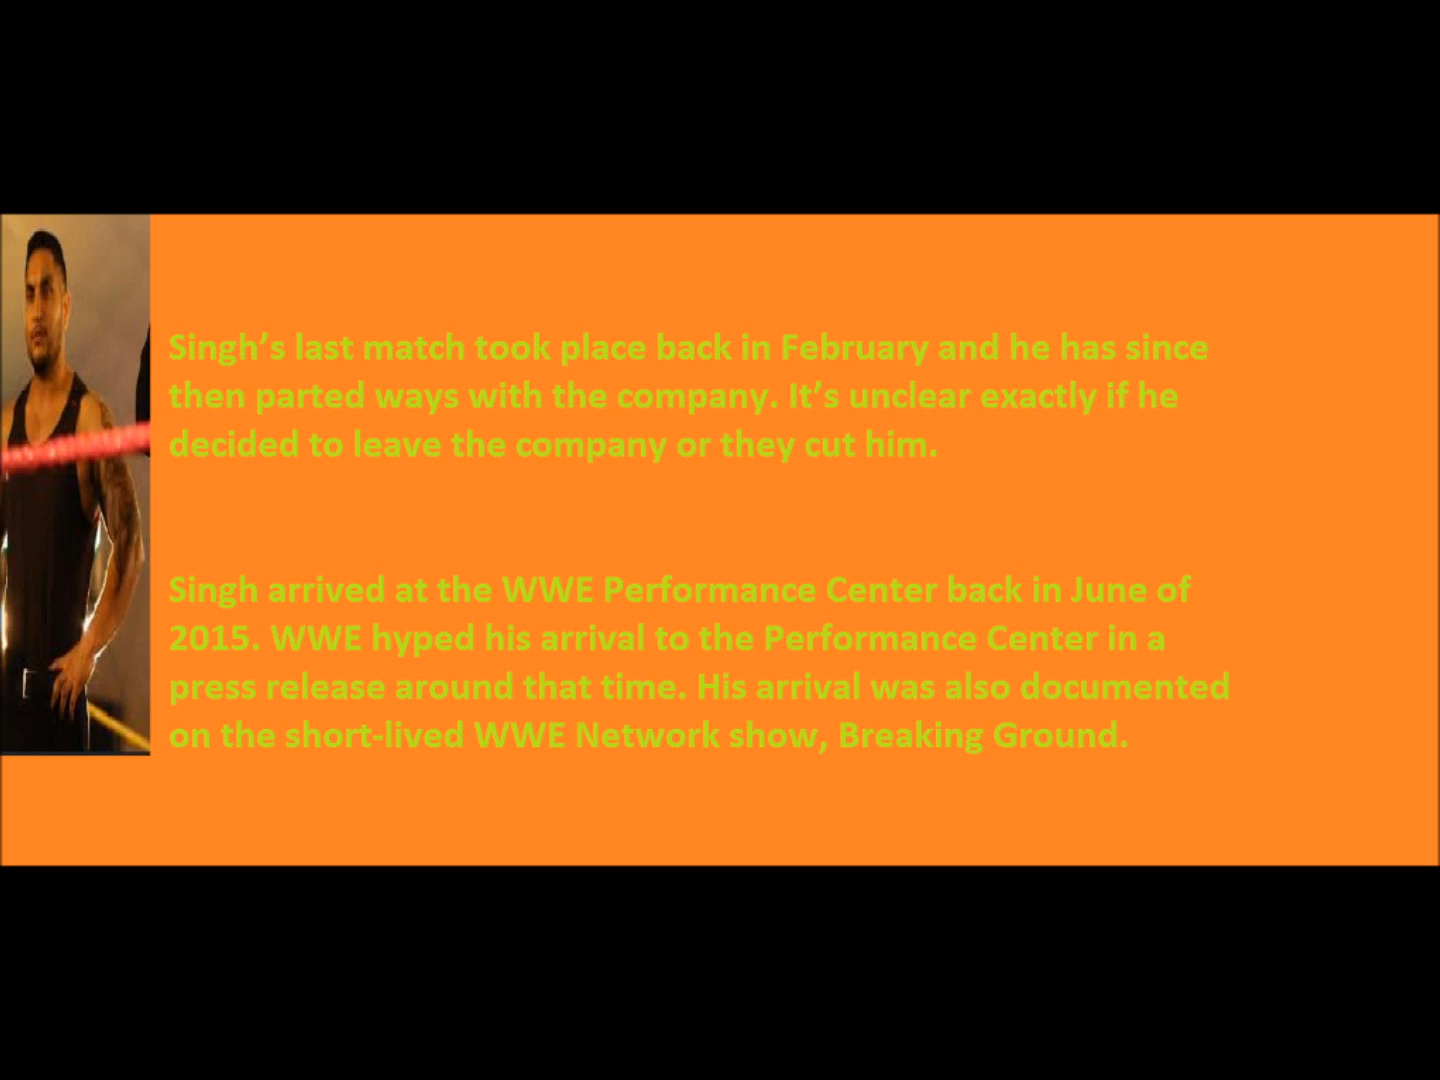 Singh’s last match took place back in February and he has since
then parted ways with the company. It’s unclear exactly if he
decided to leave the company or they cut him.
Singh arrived at the WWE Performance Center back in June of
2015. WWE hyped his arrival to the Performance Center in a
press release around that time. His arrival was also documented
on the short-lived WWE Network show, Breaking Ground.